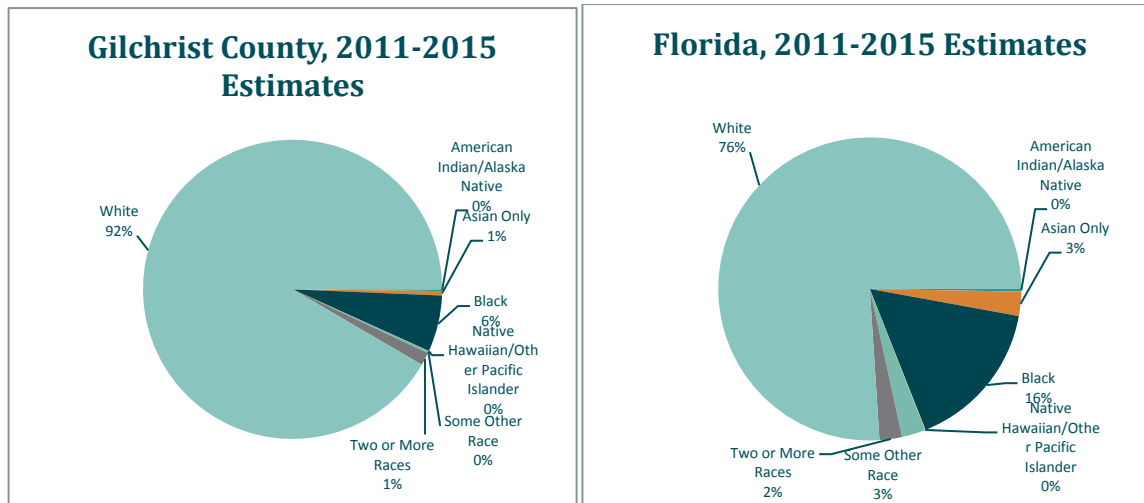 Gilchrist County, 2011-2015
Estimates
White
92%
American
Indian/Alaska
Native
0%
Asian Only
1%
Black
6%
Native
Hawaiian/Oth
er Pacific
Islander
0%
Some Other
Race
0%
Two or More
Races
1%
Florida, 2011-2015 Estimates
White
76%
American
Indian/Alaska
Native
0%
Asian Only
3%
Black
16%
Native
Hawaiian/Othe
r Pacific
Islander
0%
Some Other
Race
3%
Two or More
Races
2%